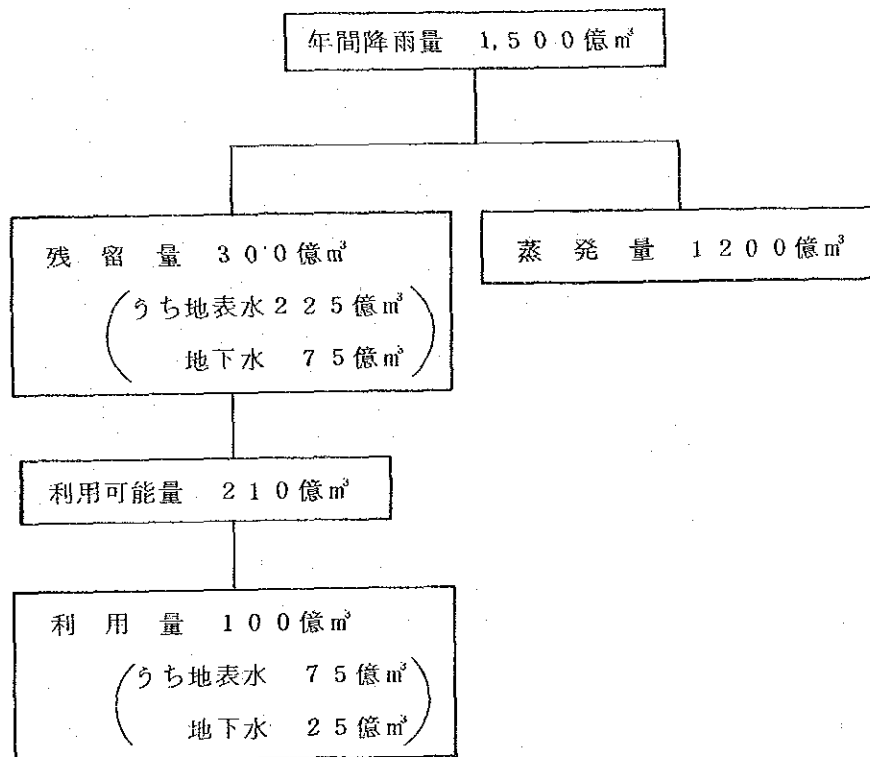 年間降雨量 1,500億㎥
残留量 300億㎥
(うち地表水225億㎥
地下水 75億㎥)
蒸発量 1200億㎥
利用可能量 210億㎥
利用量 100億㎥
(うち地表水 75億㎥
地下水 25億㎥)